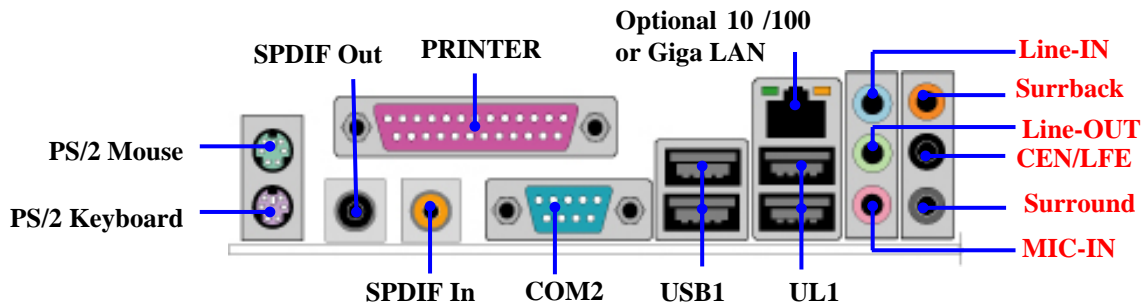 Optional 10 /100
or Giga LAN
SPDIF Out
PRINTER
Line-IN
Surrback
Line-OUT
CEN/LFE
PS/2 Mouse
PS/2 Keyboard
Surround
MIC-IN
SPDIF In
COM2
USB1
UL1